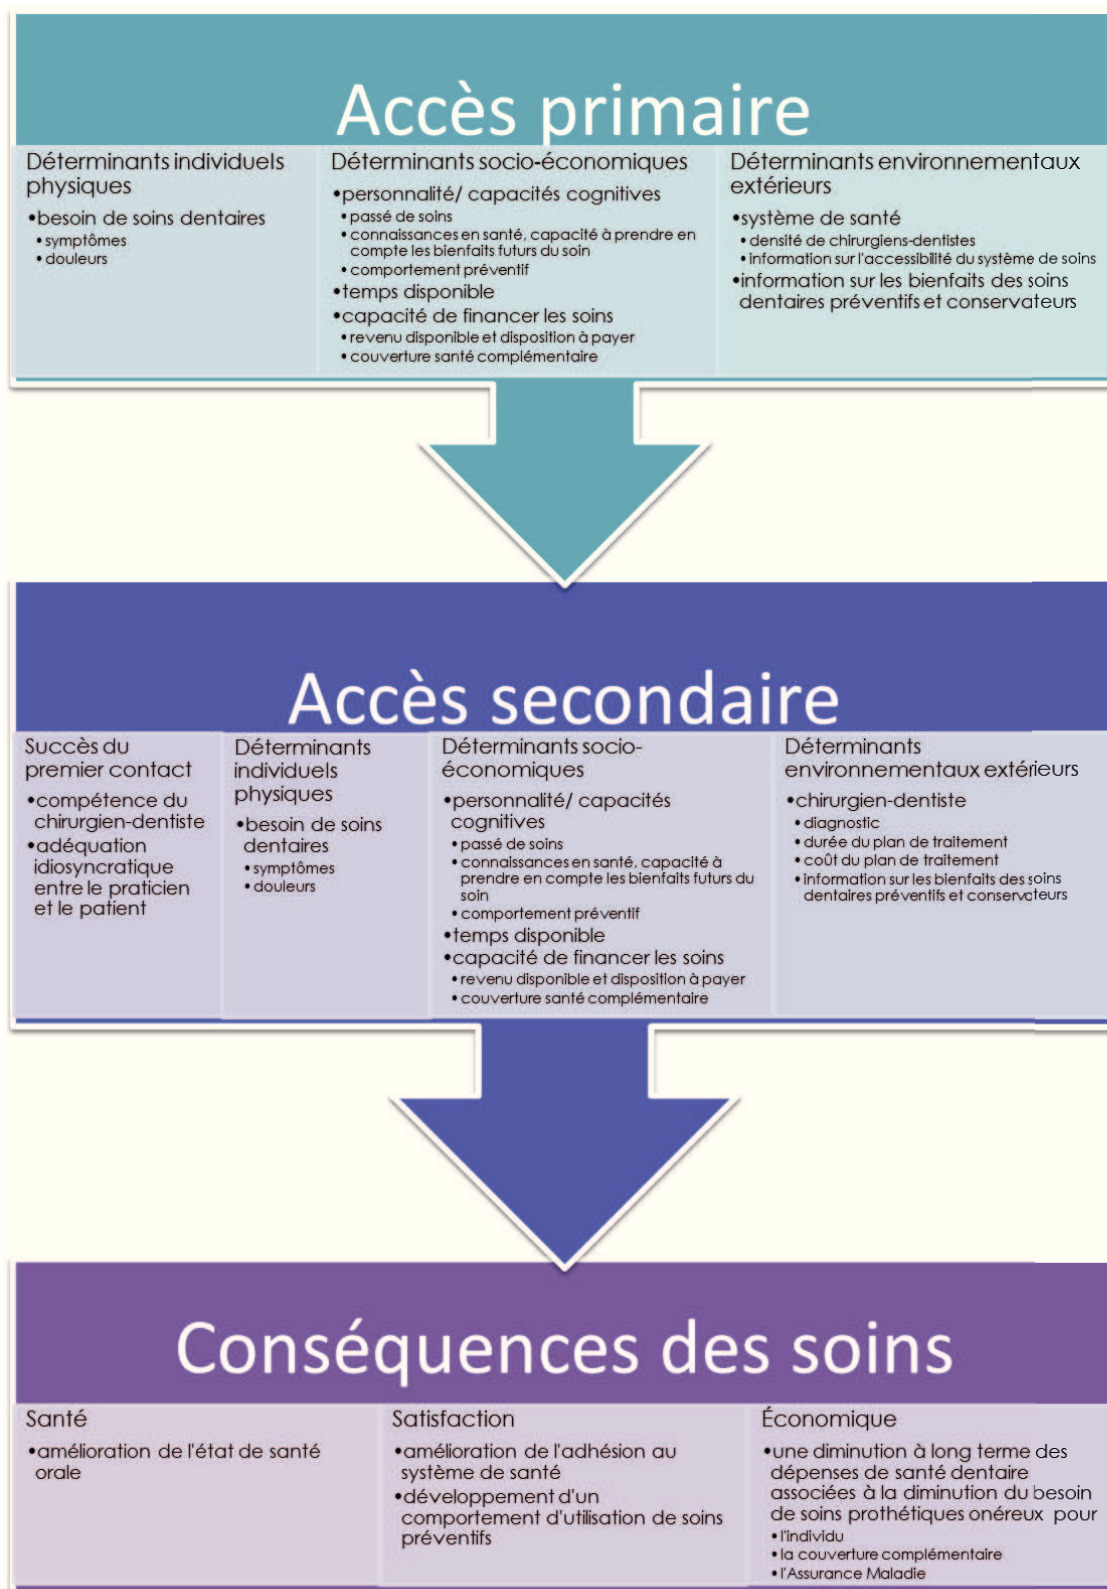 Accès primaire
Déterminants individuels
physiques
•besoin de soins dentaires
•symptômes
•douleurs
Déterminants socio-économiques
•personnalité/ capacités cognitives
•passé de soins
•connaissances en santé, capacité à prendre en
compte les bienfaits futurs du soin
•comportement préventif
•temps disponible
•capacité de financer les soins
•revenu disponible et disposition à payer
•couverture santé complémentaire
Déterminants environnementaux
extérieurs
•système de santé
•densité de chirurgiens-dentistes
•information sur l'accessibilité du système de soins
•information sur les bienfaits des soins
dentaires préventifs et conservateurs
Accès secondaire
Succès du
premier contact
•compétence du
chirurgien-dentiste
•adéquation
idiosyncratique
entre le praticien
et le patient
Déterminants
individuels
physiques
•besoin de soins
dentaires
•symptômes
•douleurs
Déterminants socio-
économiques
•personnalité/ capacités
cognitives
•passé de soins
•connaissances en santé, capacité à
prendre en compte les bienfaits futurs du
soin
•comportement préventif
•temps disponible
•capacité de financer les soins
•revenu disponible et disposition à payer
•couverture santé complémentaire
Déterminants
environnementaux extérieurs
•chirurgien-dentiste
•diagnostic
•durée du plan de traitement
•coût du plan de traitement
•information sur les bienfaits des soins
dentaires préventifs et conservateurs
Conséquences des soins
Santé
•amélioration de l'état de santé
orale
Satisfaction
•amélioration de l'adhésion au
système de santé
•développement d'un
comportement d'utilisation de soins
préventifs
Économique
•une diminution à long terme des
dépenses de santé dentaire
associées à la diminution du besoin
de soins prothétiques onéreux pour
•l'individu
•la couverture complémentaire
•l'Assurance Maladie